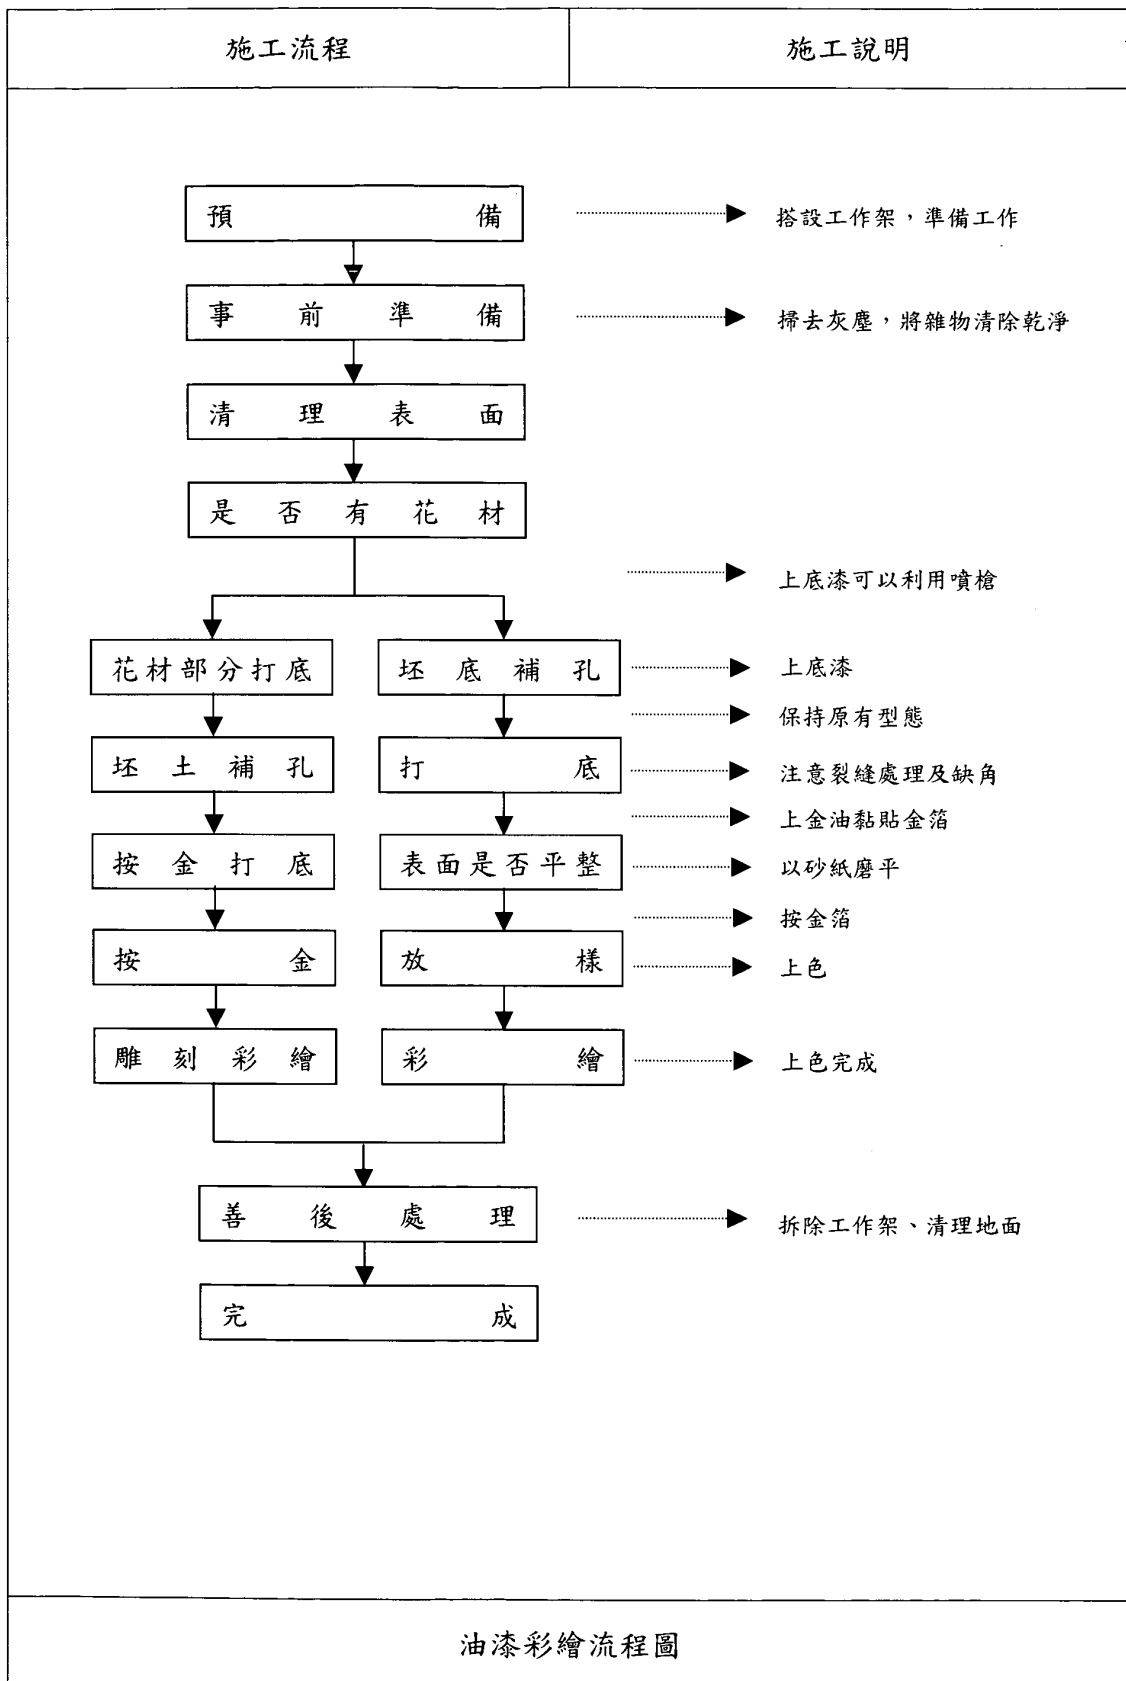 施工流程
施工說明
預備
搭設工作架，準備工作
事前準備
掃去灰塵，將雜物清除乾淨
清理表面
是否有花材
上底漆可以利用噴槍
花材部分打底
坯底補孔
上底漆
保持原有型態
坯土補孔
打底
注意裂縫處理及缺角
上金油黏貼金箔
按金打底
表面是否平整
以砂紙磨平
按金箔
按金
放樣
上色
雕刻彩繪
彩繪
上色完成
善後處理
拆除工作架、清理地面
完成
油漆彩繪流程圖